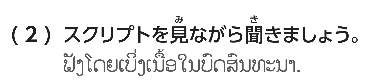 (２) スクリプトを見ながら聞きましょう。
ຟັງໂດຍເບິ່ງເນື້ອໃນບົດສົນທະນາ.